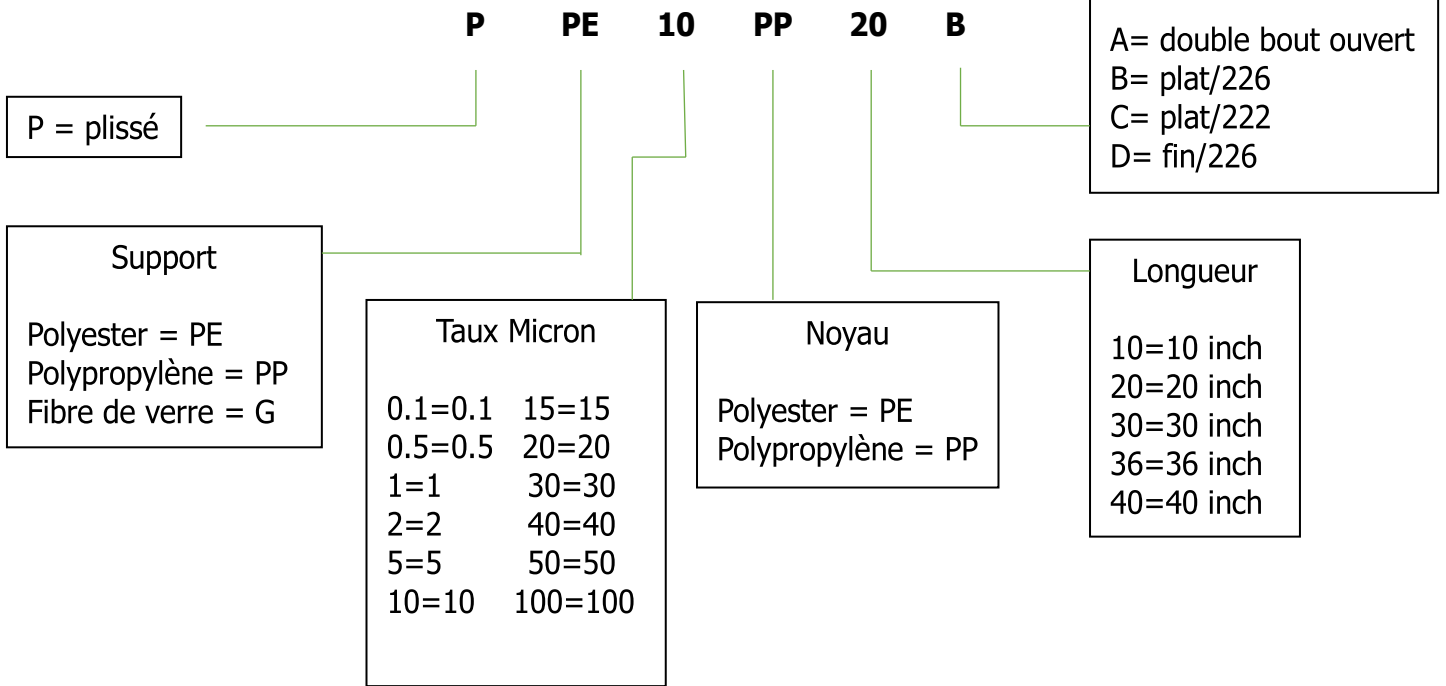 P PE 10 PP 20 B
A= double bout ouvert
B= plat/226
C= plat/222
D= fin/226
P = plissé
Support
Polyester = PE
Polypropylène = PP
Fibre de verre = G
Taux Micron
0.1=0.1 15=15
0.5=0.5 20=20
1=1 30=30
2=2 40=40
5=5 50=50
10=10 100=100
Noyau
Polyester = PE
Polypropylène = PP
Longueur
10=10 inch
20=20 inch
30=30 inch
36=36 inch
40=40 inch